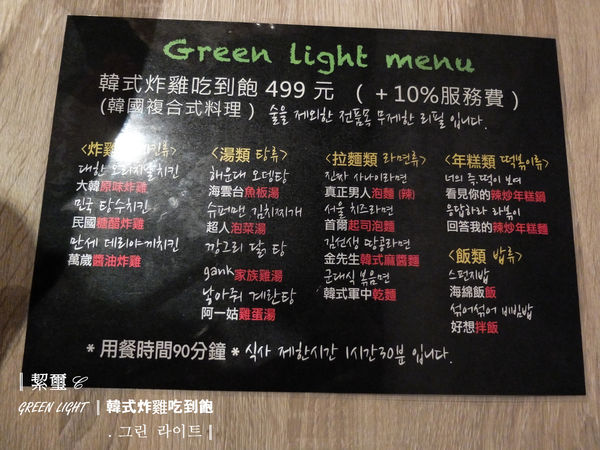 Green light menu
韓式炸雞吃到飽 499 元 ( +10%服務費 )
(韓國複合式料理) 술을 제외한 전품목 무제한 리필 입니다.
<炸雞 치킨류>
대한 오리지널치킨
大韓原味炸雞
민국 탕수치킨
民國糖醋炸雞
만세 데리야끼치킨
萬歲醬油炸雞
<湯類 탕류>
해운대 오뎅탕
海雲台魚板湯
슈퍼맨 김치찌개
超人泡菜湯
깡그리 닭 탕
gank家族雞湯
낳아줘 계란탕
阿一姑雞蛋湯
<拉麵類 라면류>
진짜 사나이라면
真正男人泡麵 (辣)
서울 치즈라면
首爾起司泡麵
김선생 땅콩라면
金先生韓式麻醬麵
군대식 볶음면
韓式軍中乾麵
<年糕類 떡볶이류>
너의 즉.떡이 보여
看見你的辣炒年糕鍋
응답하라 라볶이
回答我的辣炒年糕麵
<飯類 밥류>
스펀지밥
海綿飯飯
섞어섞어 비빔밥
好想拌飯
* 用餐時間90分鐘 * 식사 제한시간 1시간30분 입니다.
‖ 絜璽 ℭ
GREEN LIGHT | 韓式炸雞吃到飽
. 그린 라이트 ‖